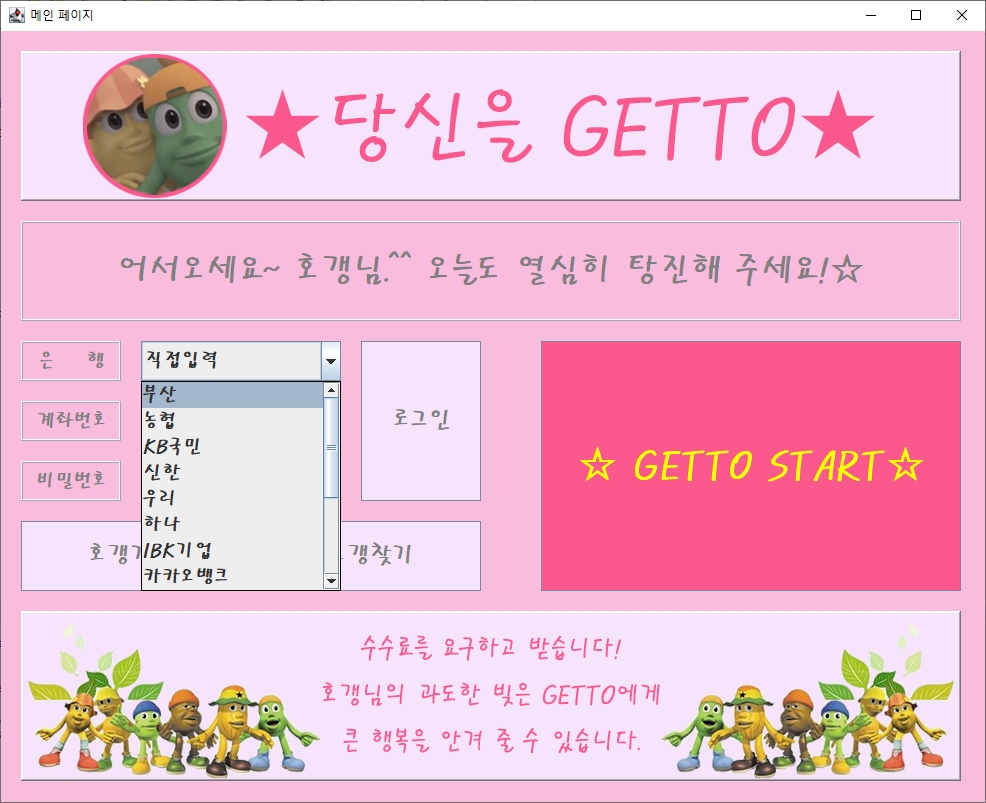 메인 페이지
★당신을 GETTO★
어서오세요~ 호갱님.^^ 오늘도 열심히 탕진해 주세요!☆
은 행
직접입력
부산
농협
KB국민
신한
우리
하나
IBK기업
카카오뱅크
계좌번호
비밀번호
로그인
☆ GETTO START☆
호갱
갱찾기
수수료를 요구하고 받습니다!
호갱님의 과도한 빚은 GETTO에게
큰 행복을 안겨 줄 수 있습니다.